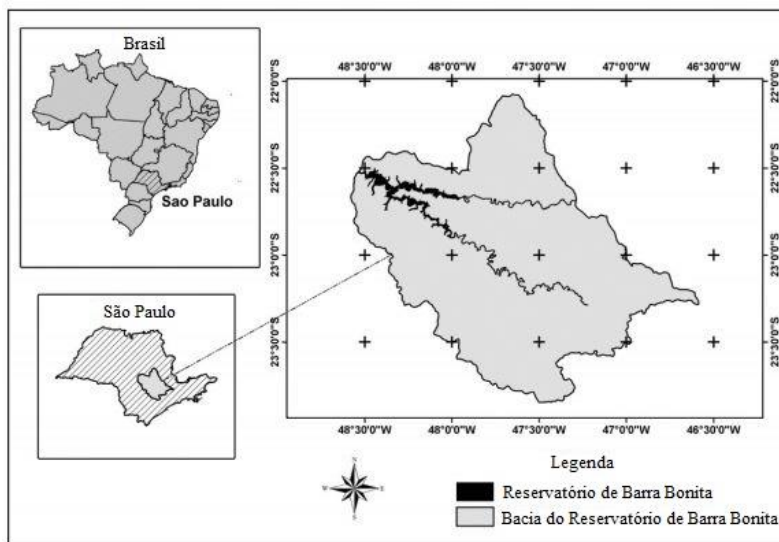 Brasil
Sao Paulo
São Paulo
48°30'0"W 48°0'0"W 47°30'0"W 47°0'0"W 46°30'0"W
22°0'0"S
22°30'0"S
23°0'0"S
23°30'0"S
22°0'0"S
22°30'0"S
23°0'0"S
23°30'0"S
48°30'0"W 48°0'0"W 47°30'0"W 47°0'0"W 46°30'0"W
N
W
E
S
Legenda
Reservatório de Barra Bonita
Bacia do Reservatório de Barra Bonita